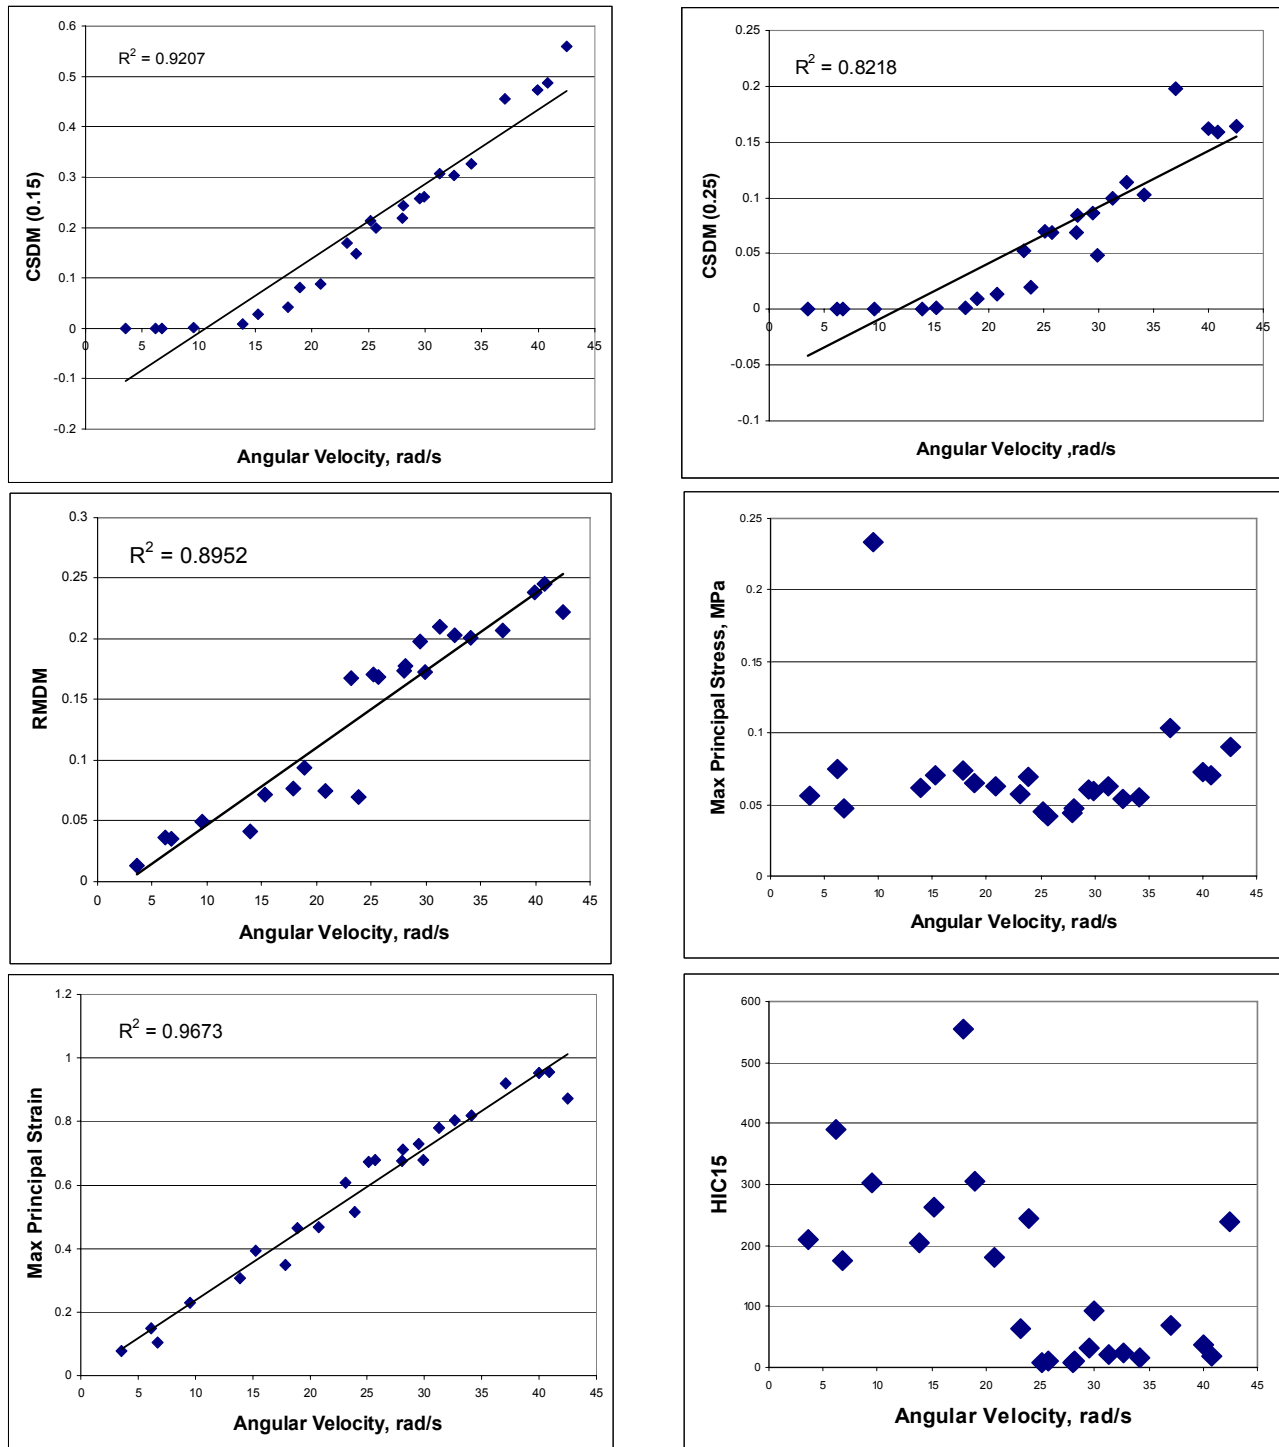 0.6
0.5
0.4
0.3
0.2
0.1
0
-0.1
-0.2
R² = 0.9207
CSDM (0.15)
0 5 10 15 20 25 30 35 40 45
Angular Velocity, rad/s
0.25
0.2
0.15
0.1
0.05
0
-0.05
-0.1
R² = 0.8218
CSDM (0.25)
0 5 10 15 20 25 30 35 40 45
Angular Velocity ,rad/s
0.3
0.25
0.2
0.15
0.1
0.05
0
R² = 0.8952
RMDM
0 5 10 15 20 25 30 35 40 45
Angular Velocity, rad/s
0.25
0.2
0.15
0.1
0.05
0
Max Principal Stress, MPa
0 5 10 15 20 25 30 35 40 45
Angular Velocity, rad/s
1.2
1
0.8
0.6
0.4
0.2
0
R² = 0.9673
Max Principal Strain
0 5 10 15 20 25 30 35 40 45
Angular Velocity, rad/s
600
500
400
300
200
100
0
HIC15
0 5 10 15 20 25 30 35 40 45
Angular Velocity, rad/s